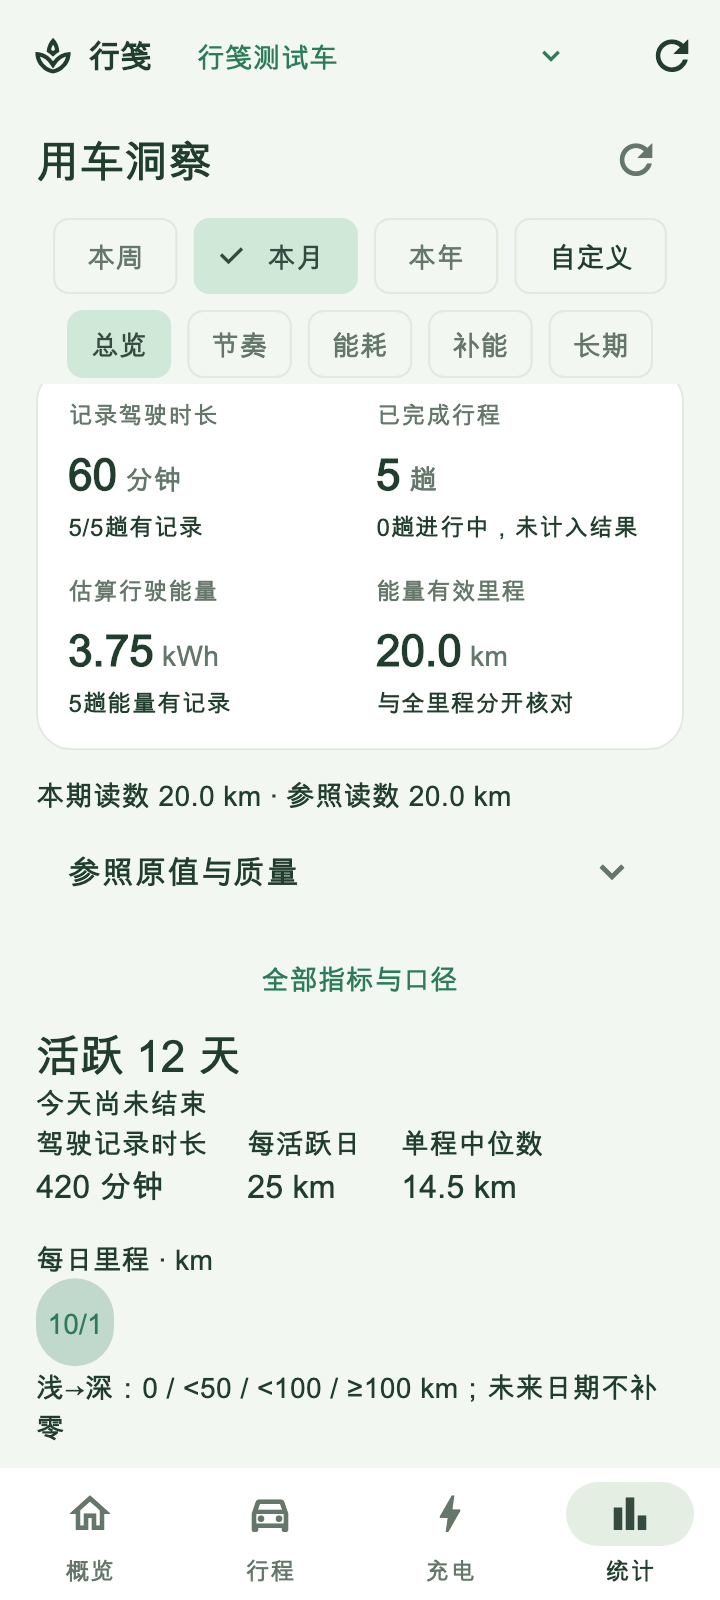 行笺 行笺测试车
用车洞察
本周 本月 本年 自定义
总览 节奏 能耗 补能 长期
记录驾驶时长 已完成行程
60 分钟 5 趟
5/5趟有记录 0趟进行中，未计入结果
估算行驶能量 能量有效里程
3.75 kWh 20.0 km
5趟能量有记录 与全里程分开核对
本期读数 20.0 km · 参照读数 20.0 km
参照原值与质量
全部指标与口径
活跃 12 天
今天尚未结束
驾驶记录时长 每活跃日 单程中位数
420 分钟 25 km 14.5 km
每日里程 · km
10/1
浅→深：0 / <50 / <100 / ≥100 km；未来日期不补
零
概览 行程 充电 统计